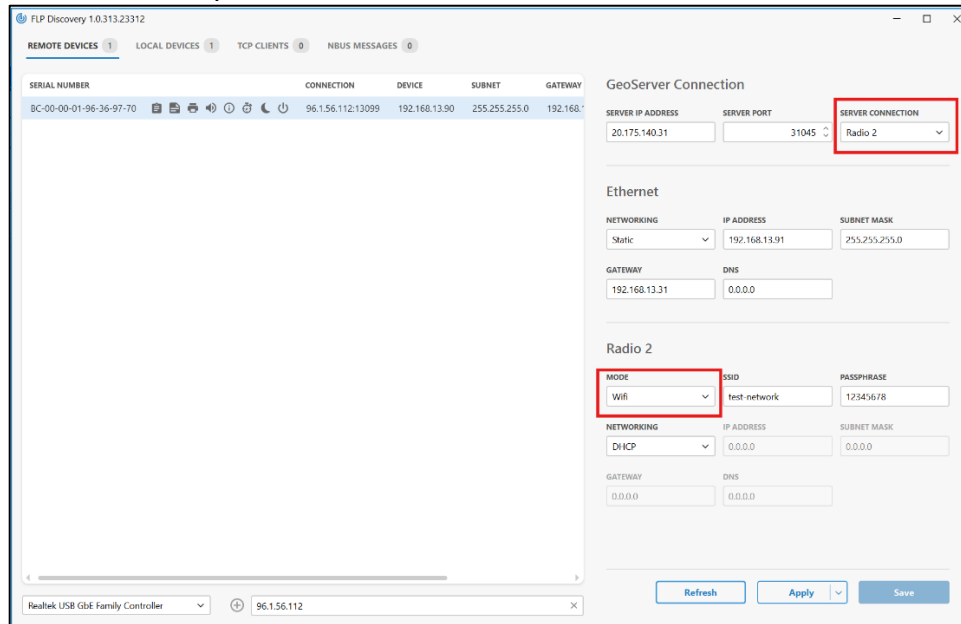 FLP Discovery 1.0.313.23312
REMOTE DEVICES 1 LOCAL DEVICES 1 TCP CLIENTS 0 NBUS MESSAGES 0
SERIAL NUMBER CONNECTION DEVICE SUBNET GATEWAY
BC-00-00-01-96-36-97-70 96.1.56.112:13099 192.168.13.90 255.255.255.0 192.168.
GeoServer Connection
SERVER IP ADDRESS SERVER PORT SERVER CONNECTION
20.175.140.31 31045 Radio 2
Ethernet
NETWORKING IP ADDRESS SUBNET MASK
Static 192.168.13.91 255.255.255.0
GATEWAY DNS
192.168.13.31 0.0.0.0
Radio 2
MODE SSID PASSPHRASE
Wifi test-network 12345678
NETWORKING IP ADDRESS SUBNET MASK
DHCP 0.0.0.0 0.0.0.0
GATEWAY DNS
0.0.0.0 0.0.0.0
Refresh Apply Save
Realtek USB GbE Family Controller 96.1.56.112